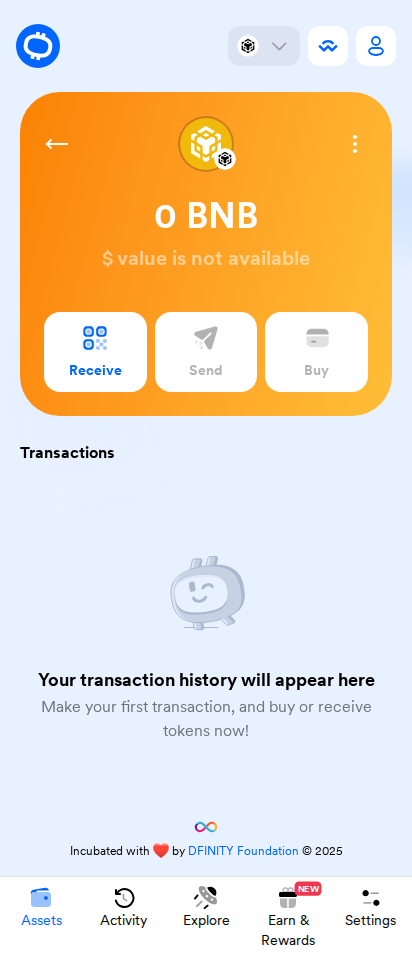 0 BNB
$ value is not available
Receive
Send
Buy
Transactions
Your transaction history will appear here
Make your first transaction, and buy or receive
tokens now!
Incubated with ❤️ by DFINITY Foundation © 2025
NEW
Assets
Activity
Explore
Earn &
Rewards
Settings